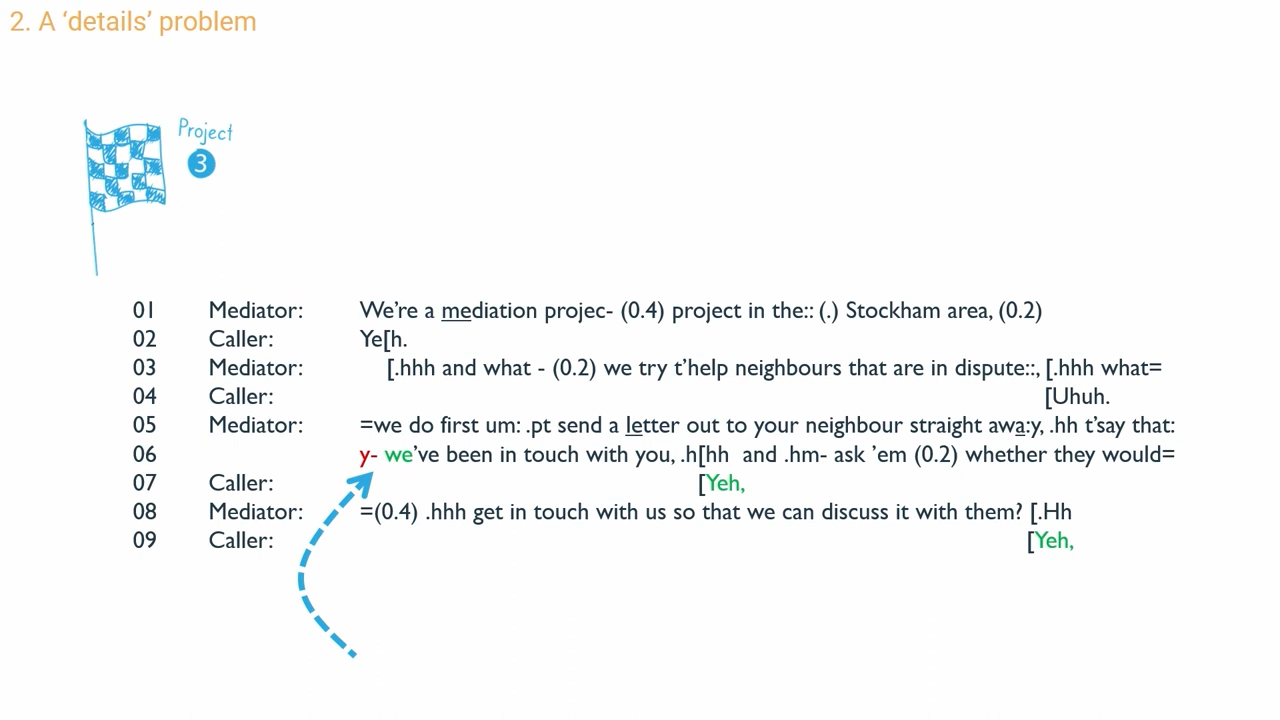 2. A ‘details’ problem
Project
3
01 Mediator: We’re a mediation projec- (0.4) project in the:: (.) Stockham area, (0.2)
02 Caller: Ye[h.
03 Mediator: [.hhh and what - (0.2) we try t’help neighbours that are in dispute::, [.hhh what=
04 Caller: [Uhuh.
05 Mediator: =we do first um: .pt send a letter out to your neighbour straight awa:y, .hh t’say that:
06 y- we’ve been in touch with you, .h[hh and .hm- ask ’em (0.2) whether they would=
07 Caller: [Yeh,
08 Mediator: =(0.4) .hhh get in touch with us so that we can discuss it with them? [.Hh
09 Caller: [Yeh,